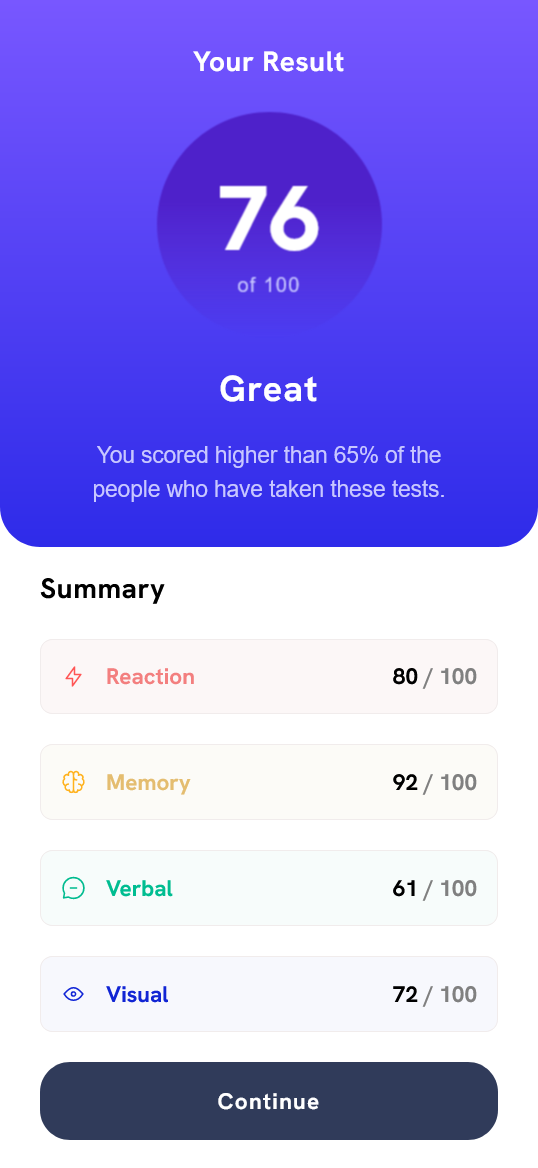 Your Result
76
of 100
Great
You scored higher than 65% of the
people who have taken these tests.
Summary
Reaction 80 / 100
Memory 92 / 100
Verbal 61 / 100
Visual 72 / 100
Continue